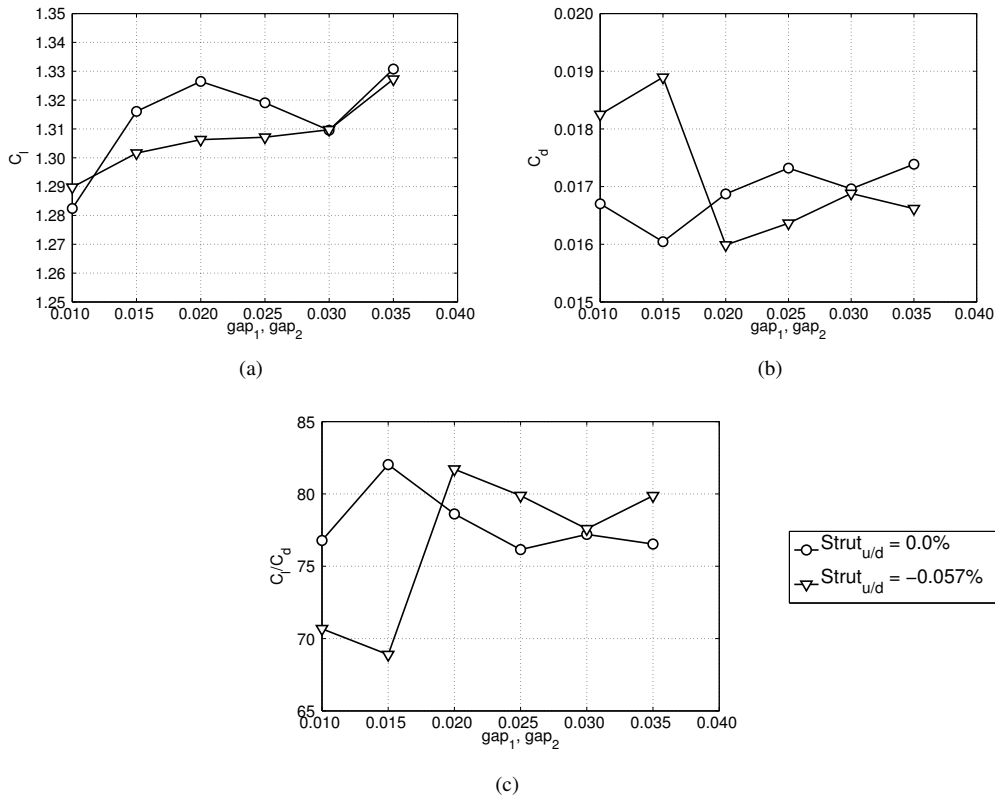 1.35
1.34
1.33
1.32
1.31
1.30
1.29
1.28
1.27
1.26
1.25
C_l
0.010 0.015 0.020 0.025 0.030 0.035 0.040
gap_1, gap_2
(a)
0.020
0.019
0.018
0.017
0.016
0.015
C_d
0.010 0.015 0.020 0.025 0.030 0.035 0.040
gap_1, gap_2
(b)
85
80
75
70
65
C_l/C_d
0.010 0.015 0.020 0.025 0.030 0.035 0.040
gap_1, gap_2
(c)
Strut_{u/d} = 0.0%
Strut_{u/d} = −0.057%